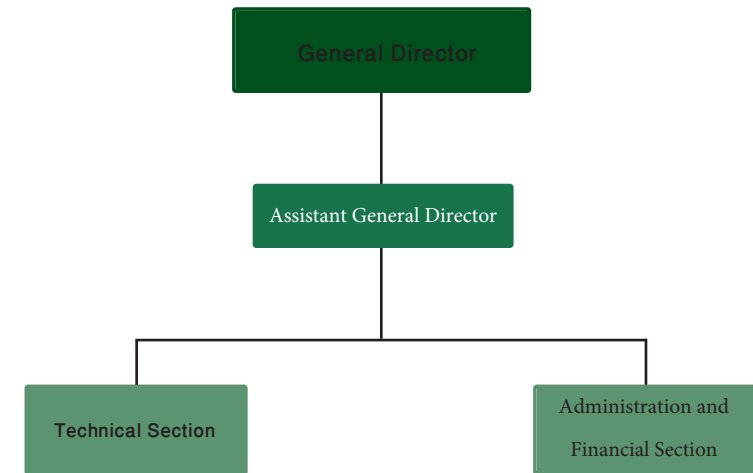 General Director
Assistant General Director
Technical Section
Administration and
Financial Section